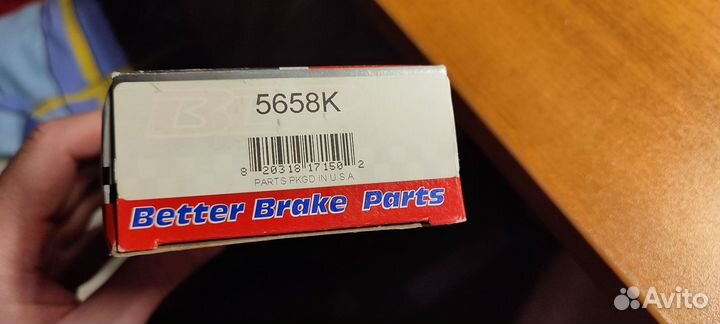 5658K
8 20318 17150 2
PARTS PKGD IN U.S.A
Better Brake Parts
Avito